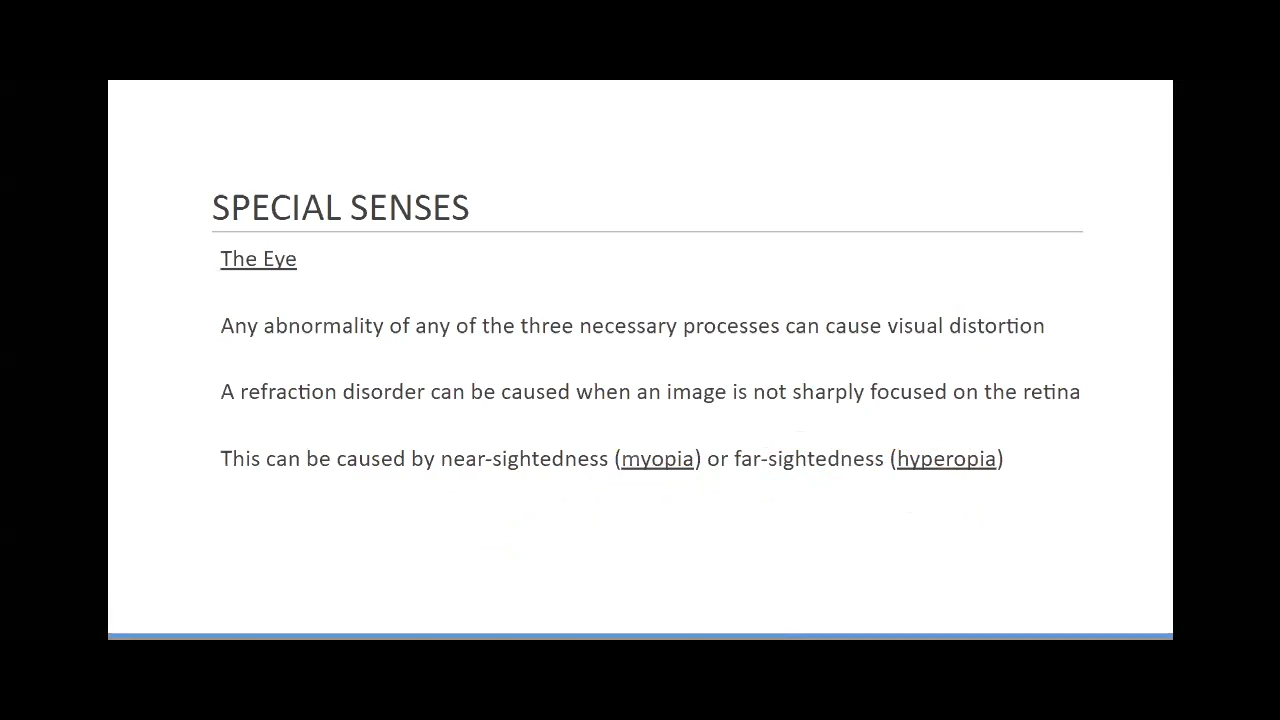 SPECIAL SENSES
The Eye
Any abnormality of any of the three necessary processes can cause visual distortion
A refraction disorder can be caused when an image is not sharply focused on the retina
This can be caused by near-sightedness (myopia) or far-sightedness (hyperopia)